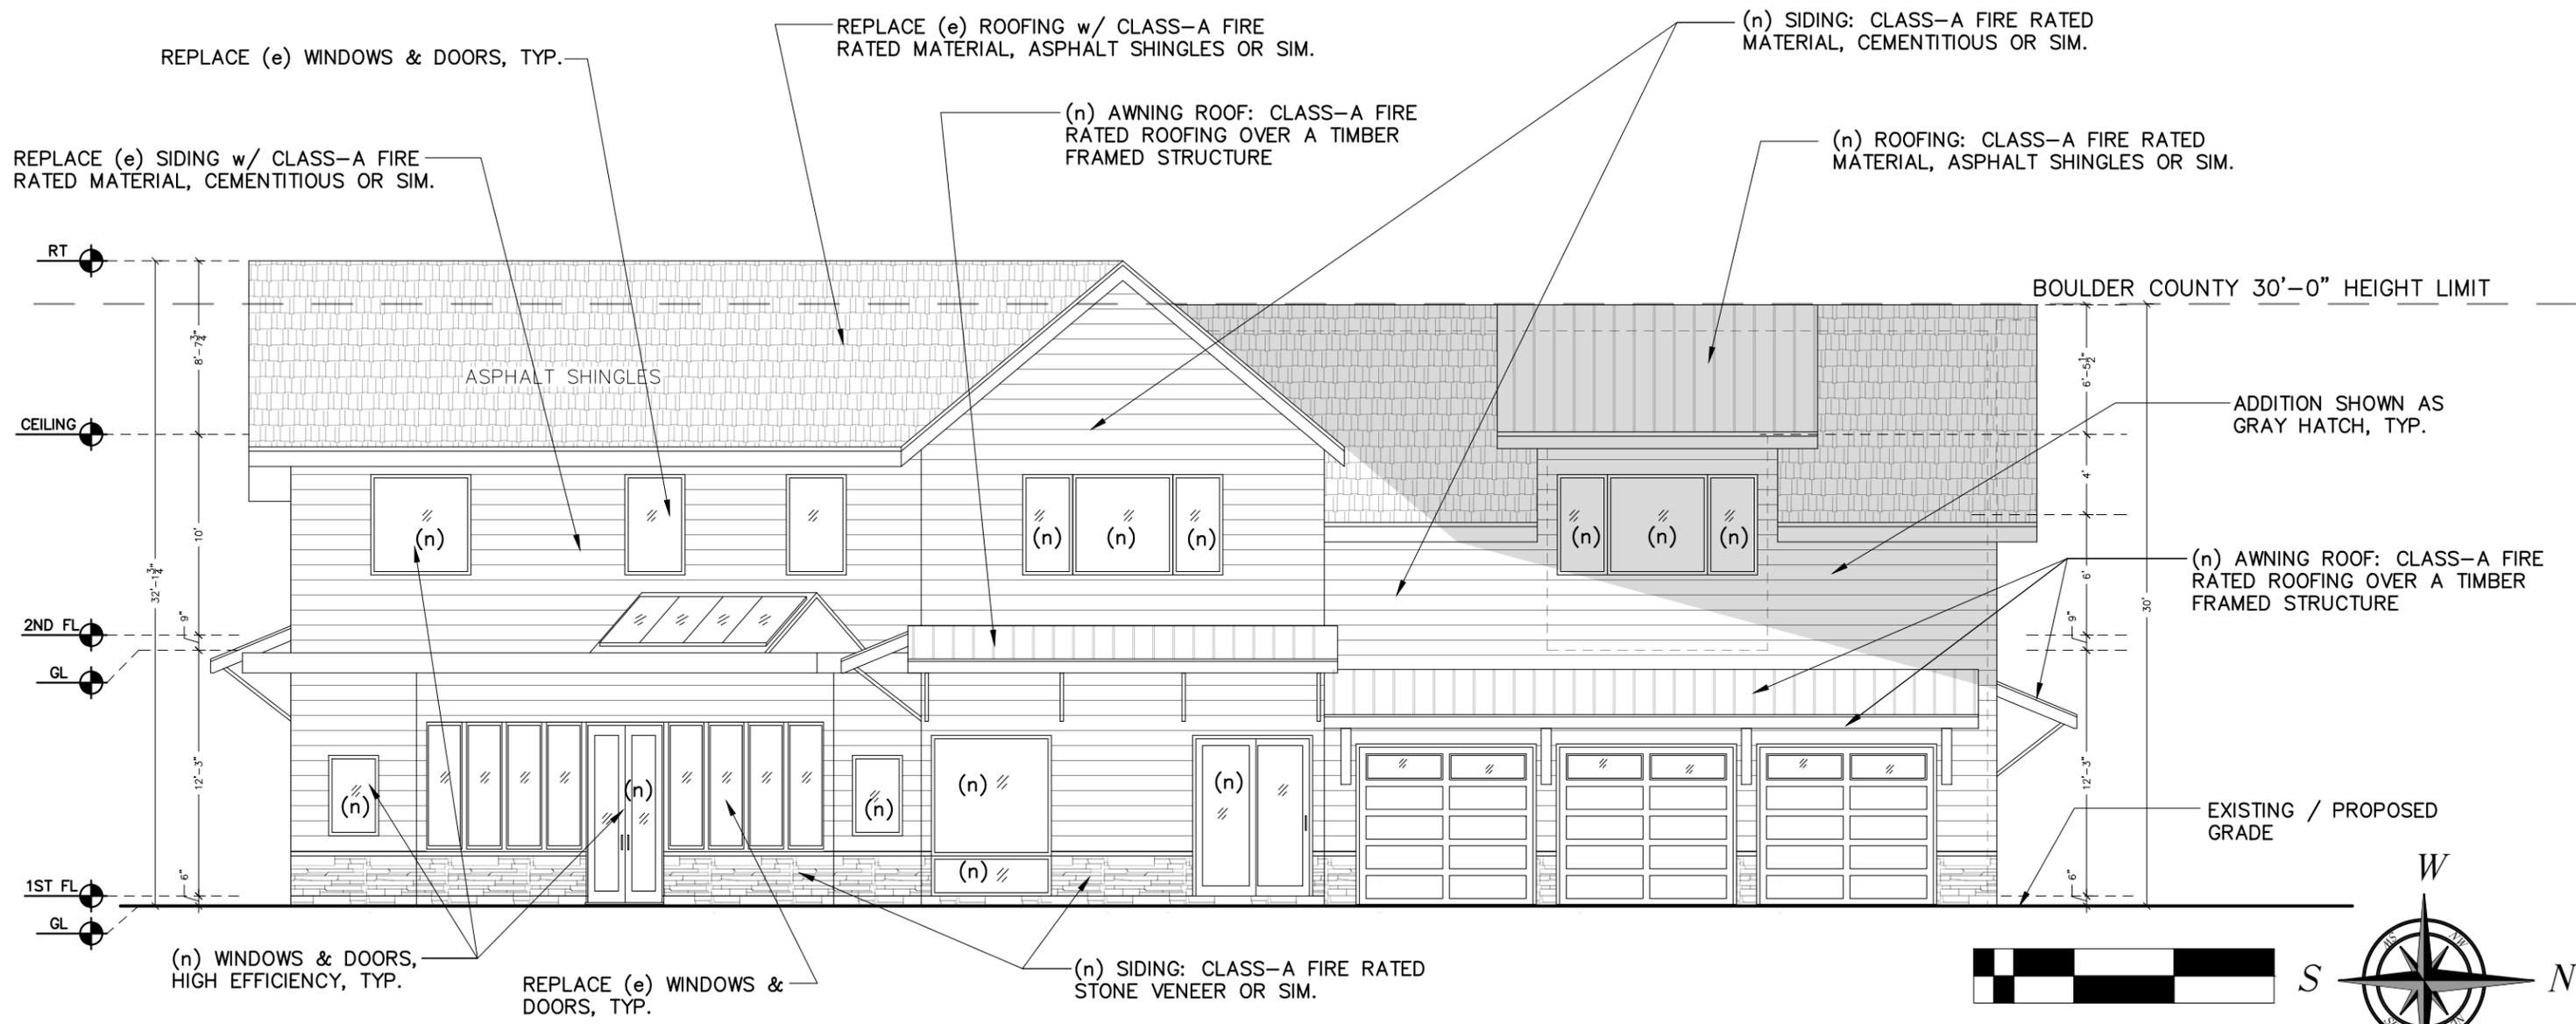 REPLACE (e) ROOFING w/ CLASS-A FIRE
RATED MATERIAL, ASPHALT SHINGLES OR SIM.
(n) SIDING: CLASS-A FIRE RATED
MATERIAL, CEMENTITIOUS OR SIM.
REPLACE (e) WINDOWS & DOORS, TYP.
(n) AWNING ROOF: CLASS-A FIRE
RATED ROOFING OVER A TIMBER
FRAMED STRUCTURE
(n) ROOFING: CLASS-A FIRE RATED
MATERIAL, ASPHALT SHINGLES OR SIM.
REPLACE (e) SIDING w/ CLASS-A FIRE
RATED MATERIAL, CEMENTITIOUS OR SIM.
RT
BOULDER COUNTY 30'-0" HEIGHT LIMIT
8'-7¾"
6'-5½"
ASPHALT SHINGLES
CEILING
ADDITION SHOWN AS
GRAY HATCH, TYP.
4'
10'
(n)
(n)
(n)
(n)
(n)
(n)
(n)
32'-1¾"
6'
30'
(n) AWNING ROOF: CLASS-A FIRE
RATED ROOFING OVER A TIMBER
FRAMED STRUCTURE
2ND FL
9"
9"
GL
12'-3"
12'-3"
(n)
(n)
(n)
(n)
(n)
(n)
EXISTING / PROPOSED
GRADE
1ST FL
6"
6"
GL
(n) WINDOWS & DOORS,
HIGH EFFICIENCY, TYP.
REPLACE (e) WINDOWS &
DOORS, TYP.
(n) SIDING: CLASS-A FIRE RATED
STONE VENEER OR SIM.
W
NW
S
N